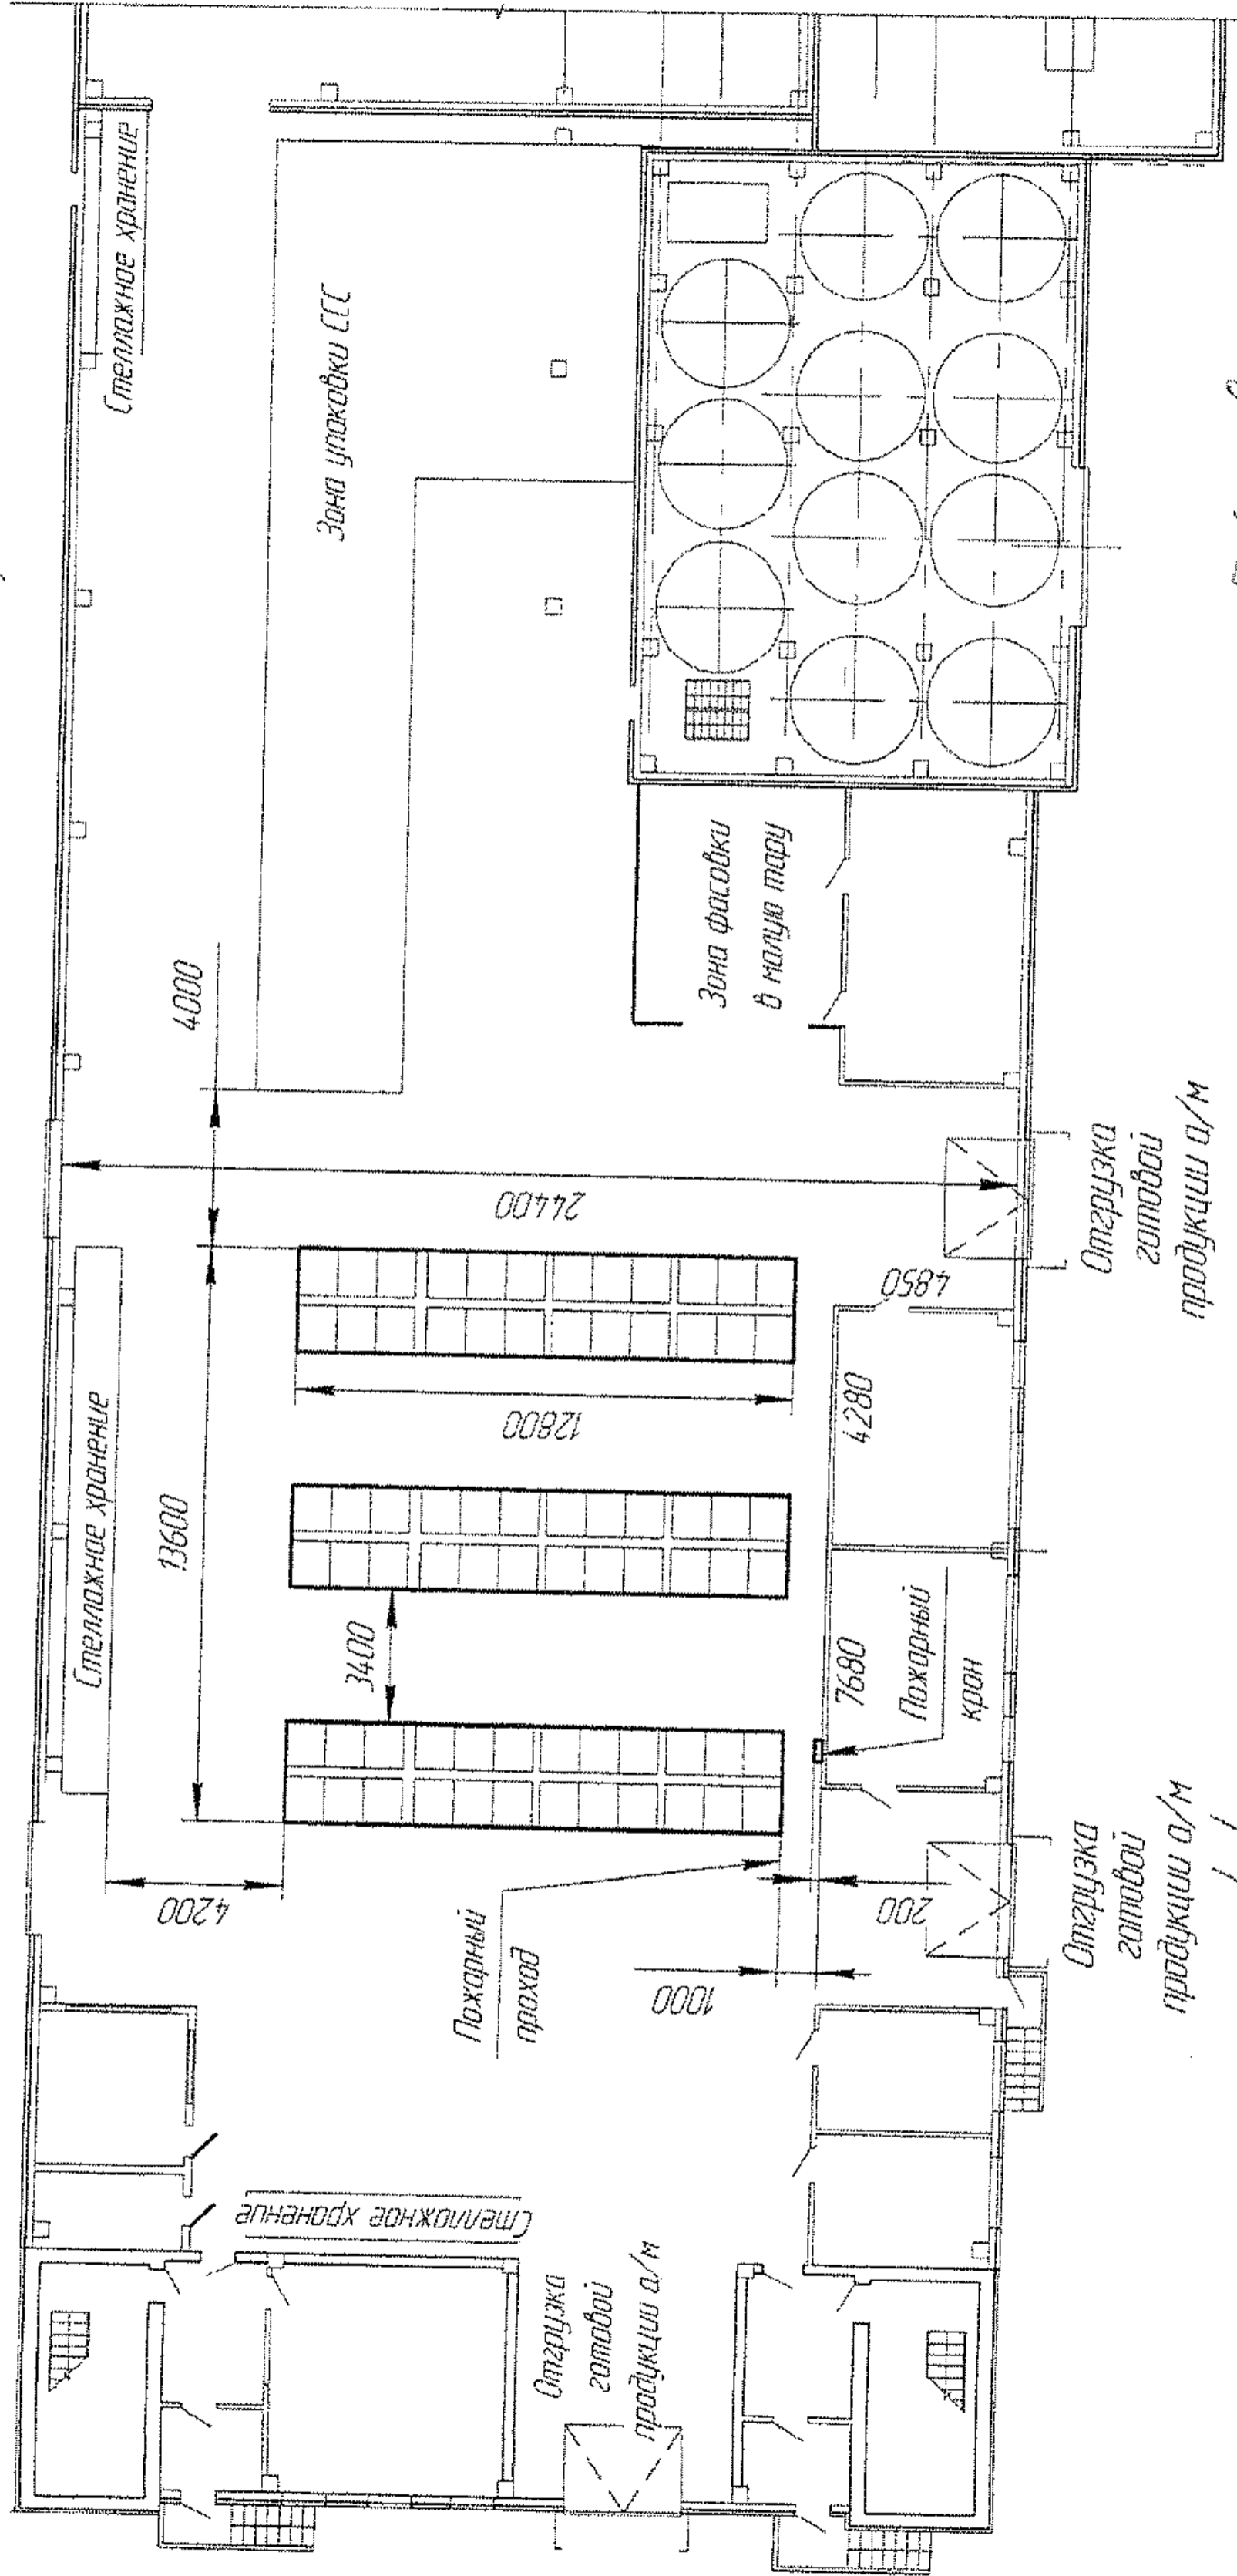 Стеллажное хранение
Зона упаковки ССС
4000
Зона фасовки
в малую тару
24400
Отгрузка
готовой
продукции а/м
4850
4280
12800
Стеллажное хранение
13600
3400
7680
Пожарный
кран
4200
Пожарный
проход
1000
200
Отгрузка
готовой
продукции а/м
Стеллажное хранение
Отгрузка
готовой
продукции а/м